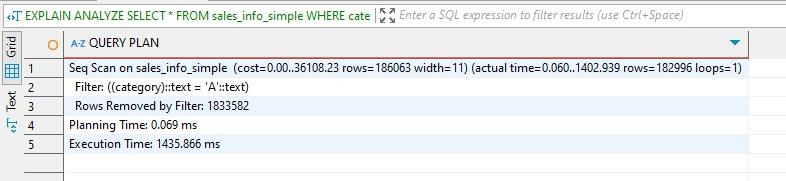 EXPLAIN ANALYZE SELECT * FROM sales_info_simple WHERE cate
Enter a SQL expression to filter results (use Ctrl+Space)
Grid
Text
A-Z QUERY PLAN
1 Seq Scan on sales_info_simple (cost=0.00..36108.23 rows=186063 width=11) (actual time=0.060..1402.939 rows=182996 loops=1)
2 Filter: ((category)::text = 'A'::text)
3 Rows Removed by Filter: 1833582
4 Planning Time: 0.069 ms
5 Execution Time: 1435.866 ms